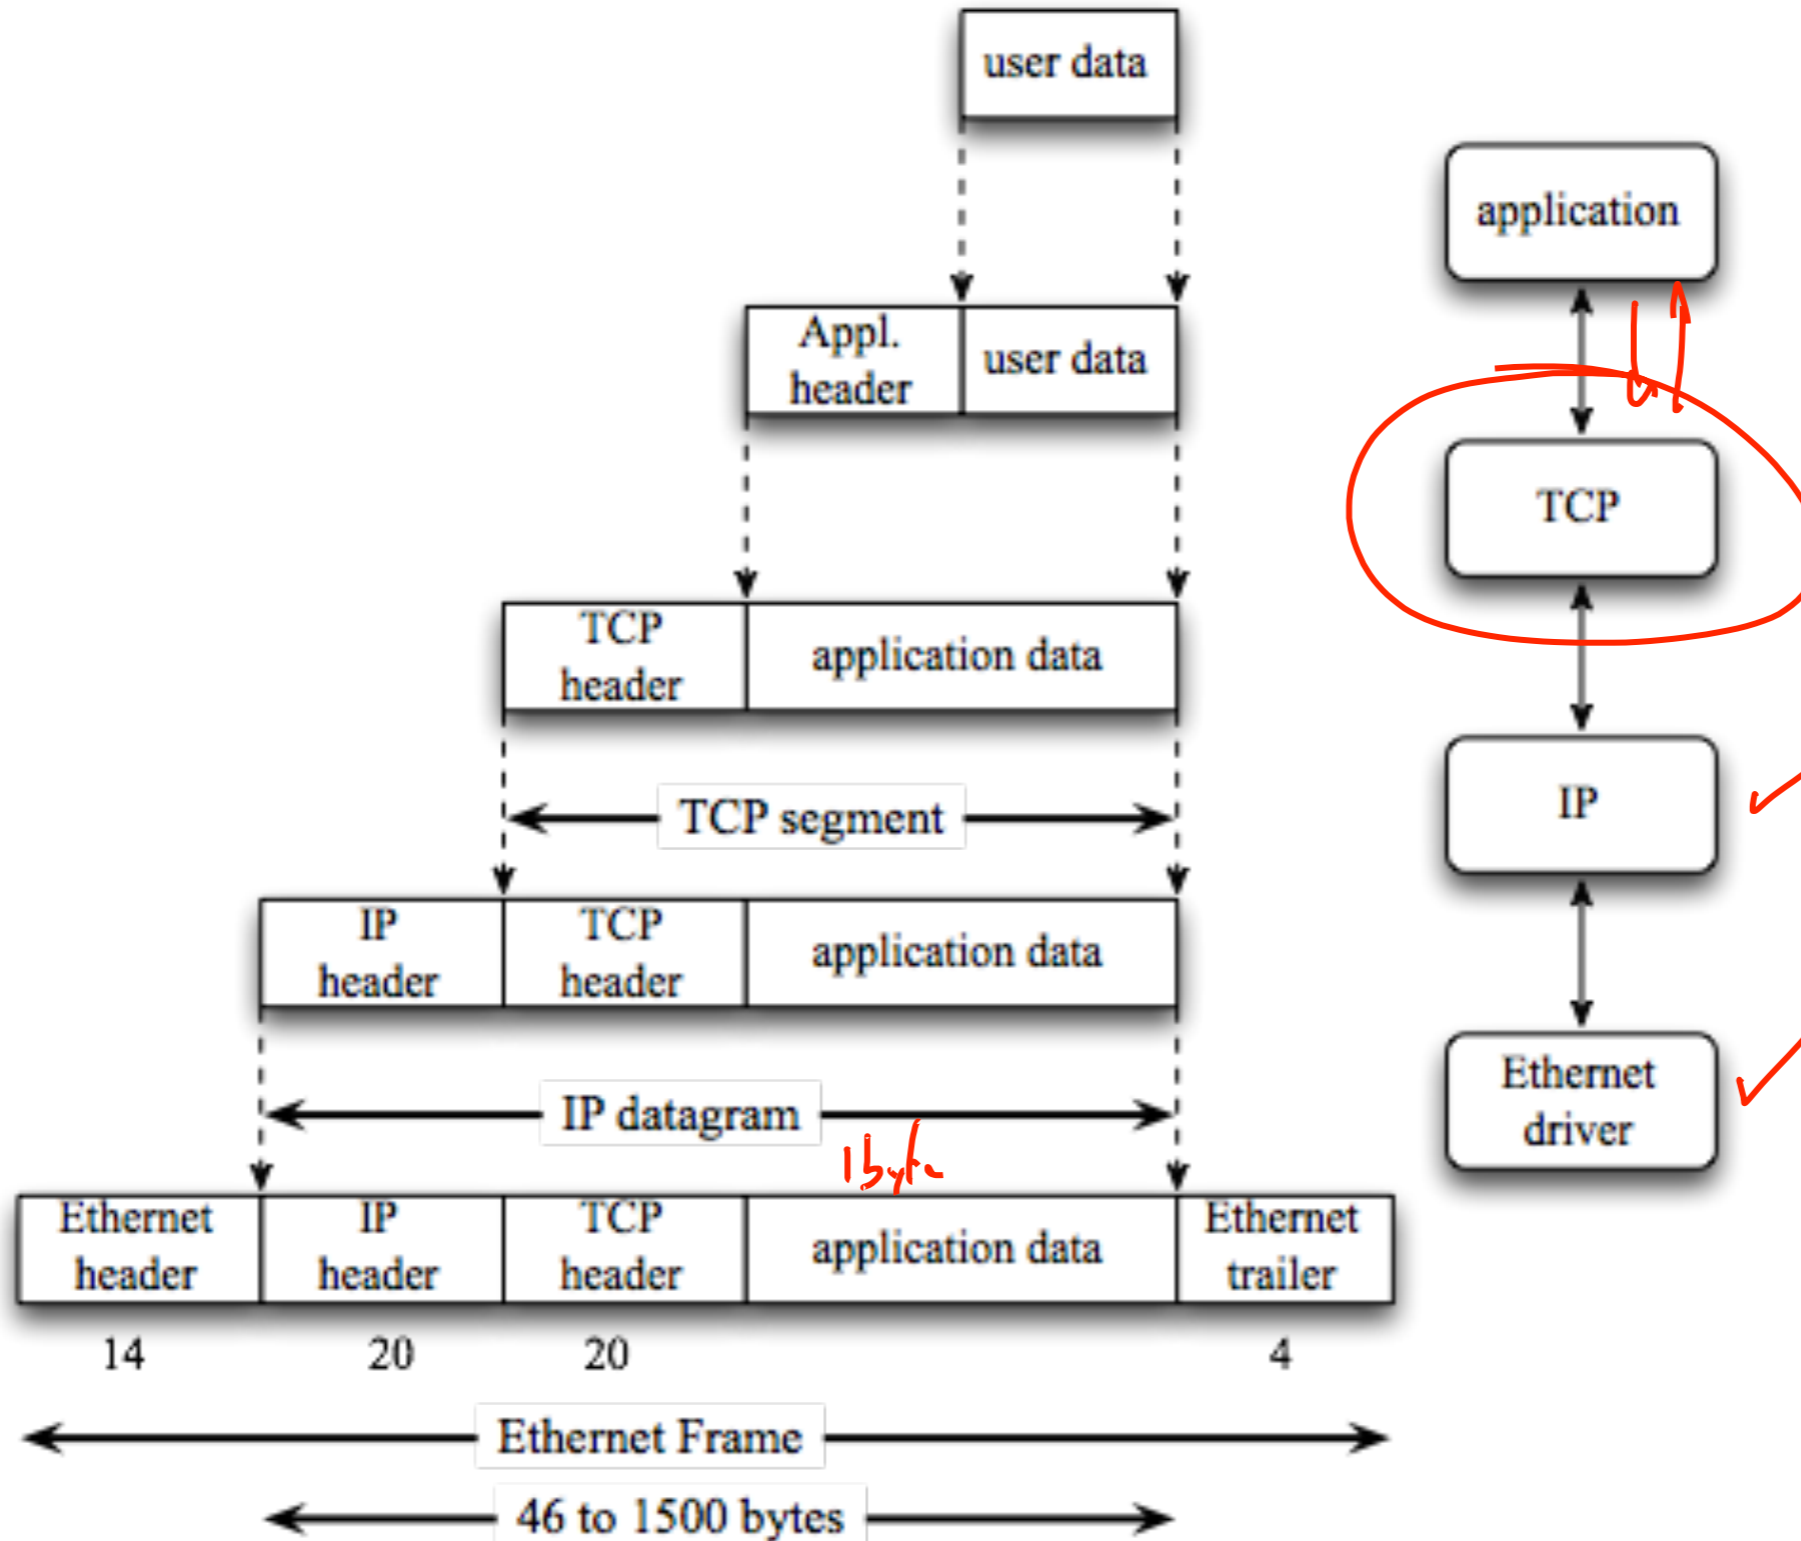 user data
application
Appl.
header
user data
TCP
TCP
header
application data
TCP segment
IP
IP
header
TCP
header
application data
IP datagram
1byte
Ethernet
driver
Ethernet
header
IP
header
TCP
header
application data
Ethernet
trailer
14
20
20
4
Ethernet Frame
46 to 1500 bytes